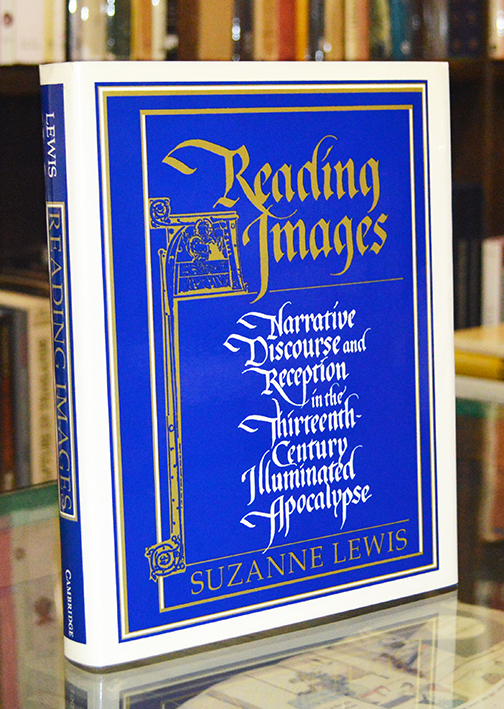 LEWIS
READING IMAGES
CAMBRIDGE
Reading
Images
Narrative
Discourse and
Reception
in the
Thirteenth-
Century
Illuminated
Apocalypse
SUZANNE LEWIS